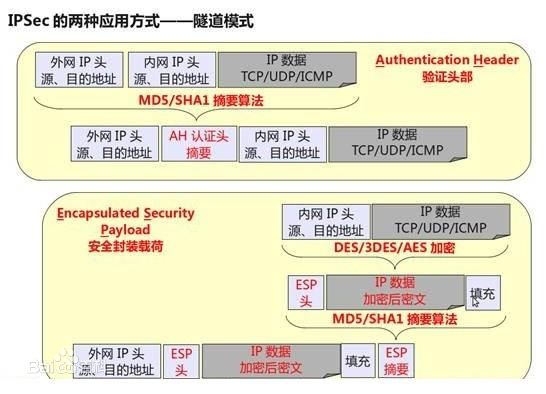 IPSec 的两种应用方式——隧道模式
外网 IP 头
源、目的地址
内网 IP 头
源、目的地址
IP 数据
TCP/UDP/ICMP
Authentication Header
验证头部
MD5/SHA1 摘要算法
外网 IP 头
源、目的地址
AH 认证头
摘要
内网 IP 头
源、目的地址
IP 数据
TCP/UDP/ICMP
Encapsulated Security
Payload
安全封装载荷
内网 IP 头
源、目的地址
IP 数据
TCP/UDP/ICMP
DES/3DES/AES 加密
ESP
头
IP 数据
加密后密文
填充
MD5/SHA1 摘要算法
外网 IP 头
源、目的地址
ESP
头
IP 数据
加密后密文
填充
ESP
摘要